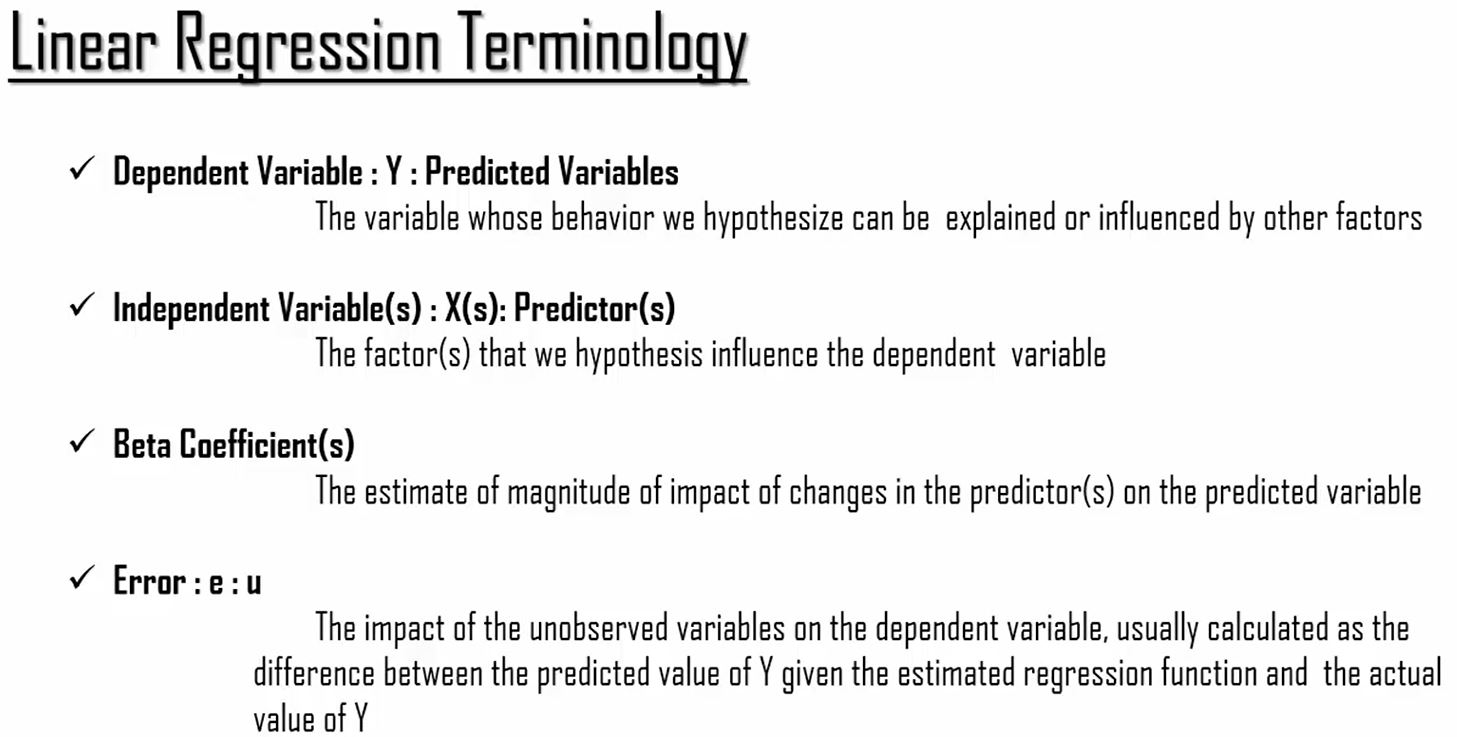 Linear Regression Terminology
✓ Dependent Variable : Y : Predicted Variables
The variable whose behavior we hypothesize can be explained or influenced by other factors
✓ Independent Variable(s) : X(s): Predictor(s)
The factor(s) that we hypothesis influence the dependent variable
✓ Beta Coefficient(s)
The estimate of magnitude of impact of changes in the predictor(s) on the predicted variable
✓ Error : e : u
The impact of the unobserved variables on the dependent variable, usually calculated as the
difference between the predicted value of Y given the estimated regression function and the actual
value of Y